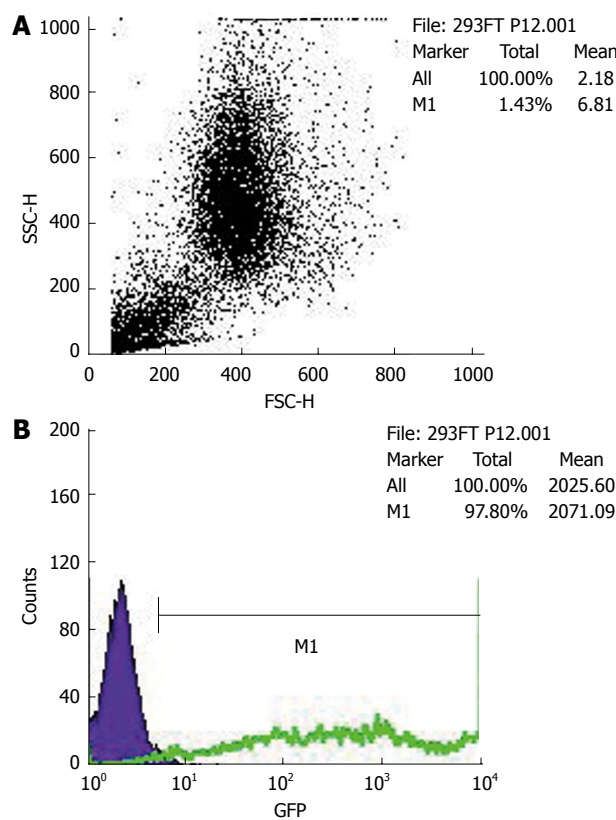 A
File: 293FT P12.001
Marker Total Mean
All 100.00% 2.18
M1 1.43% 6.81
1000
800
600
400
200
0
SSC-H
0 200 400 600 800 1000
FSC-H
B
File: 293FT P12.001
Marker Total Mean
All 100.00% 2025.60
M1 97.80% 2071.09
200
160
120
80
40
0
Counts
M1
10⁰ 10¹ 10² 10³ 10⁴
GFP